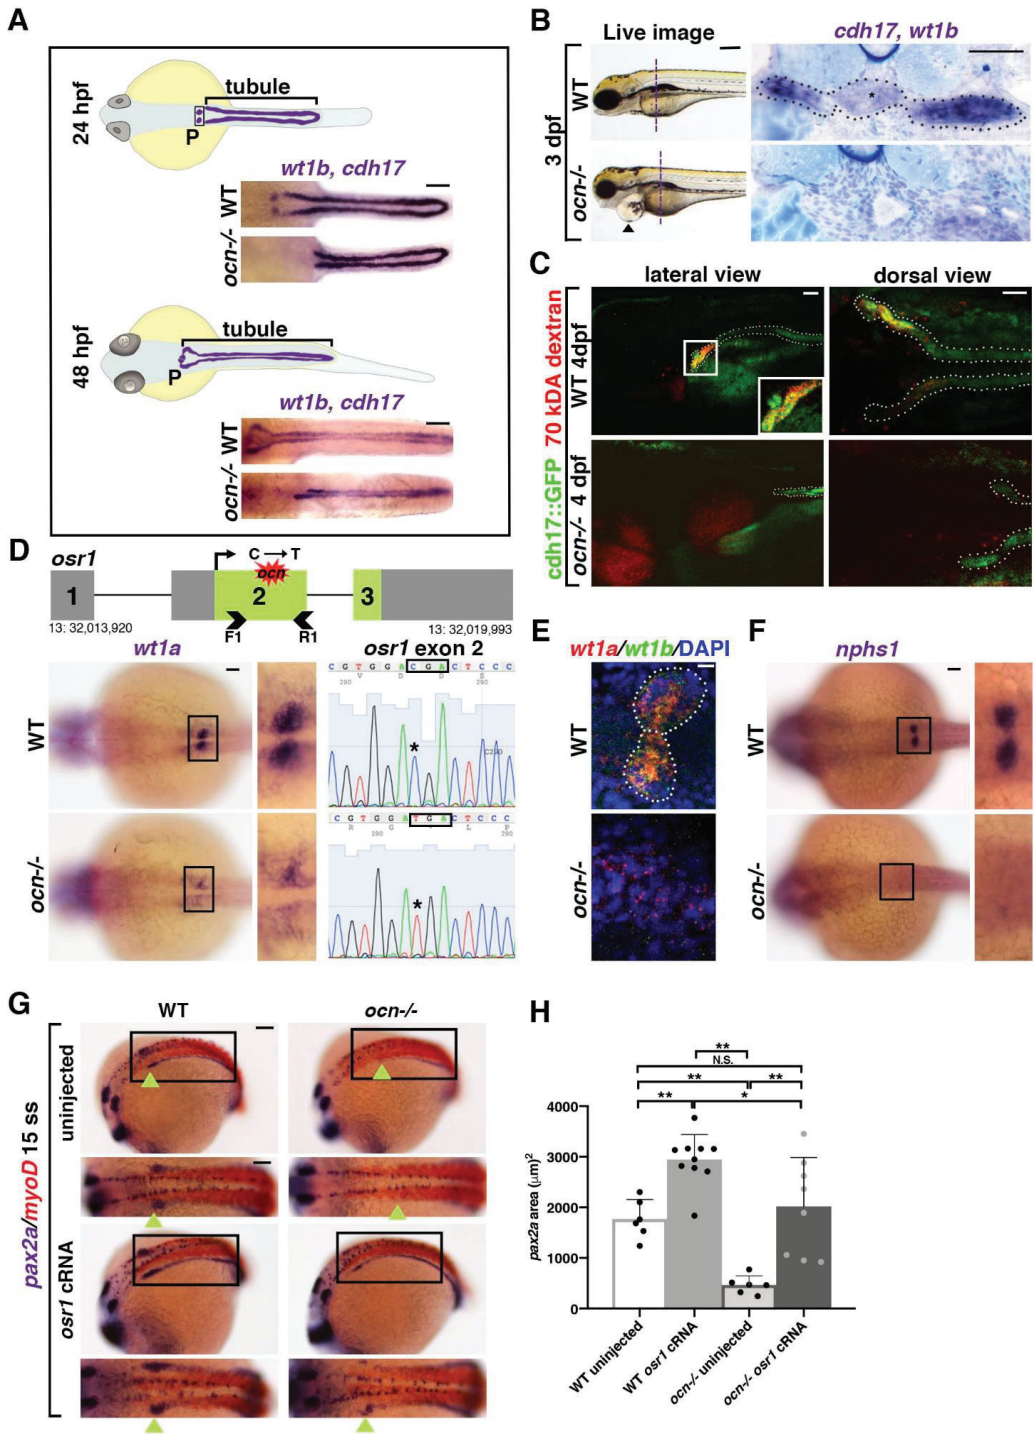 A
24 hpf
tubule
P
wt1b, cdh17
WT
ocn-/-
48 hpf
tubule
P
wt1b, cdh17
WT
ocn-/-
B
Live image
cdh17, wt1b
3 dpf
WT
ocn-/-
*
C
lateral view
dorsal view
cdh17::GFP 70 kDA dextran
WT 4dpf
ocn-/- 4 dpf
D
osr1
C → T
ocn
1
2
3
F1
R1
13: 32,013,920
13: 32,019,993
wt1a
WT
ocn-/-
osr1 exon 2
C G T G G A C G A C T C C C
V D D S
280
290
*
C G T G G A T G A C T C C C
R G * L P
280
290
*
E
wt1a/wt1b/DAPI
WT
ocn-/-
F
nphs1
WT
ocn-/-
G
WT
ocn-/-
pax2a/myoD 15 ss
uninjected
osr1 cRNA
H
**
N.S.
** **
** *
pax2a area (μm)²
4000
3000
2000
1000
0
WT uninjected
WT osr1 cRNA
ocn-/- uninjected
ocn-/- osr1 cRNA